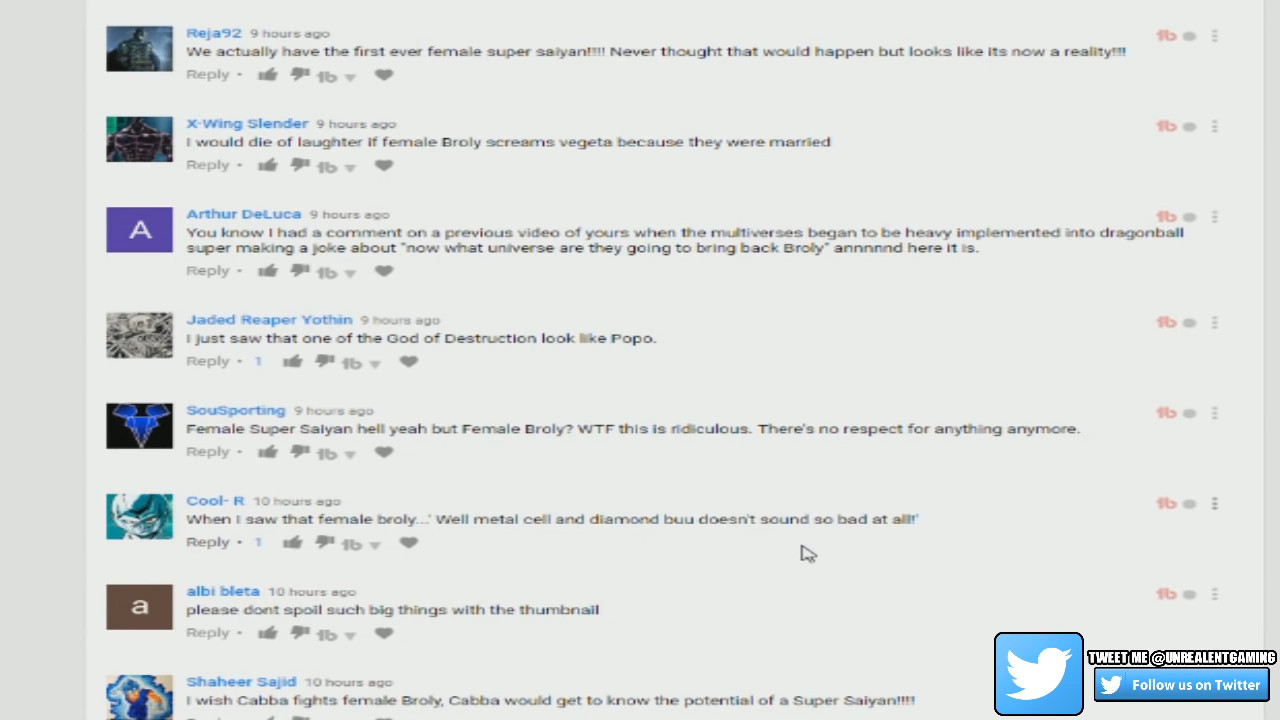 Reja92 9 hours ago
We actually have the first ever female super saiyan!!!! Never thought that would happen but looks like its now a reality!!!!
Reply •
X-Wing Slender 9 hours ago
I would die of laughter if female Broly screams vegeta because they were married
Reply •
A
Arthur DeLuca 9 hours ago
You know I had a comment on a previous video of yours when the multiverses began to be heavy implemented into dragonball
super making a joke about "now what universe are they going to bring back Broly" annnnnd here it is.
Reply •
Jaded Reaper Yothin 9 hours ago
I just saw that one of the God of Destruction look like Popo.
Reply • 1
SouSporting 9 hours ago
Female Super Saiyan hell yeah but Female Broly? WTF this is ridiculous. There's no respect for anything anymore.
Reply •
Cool- R 10 hours ago
When I saw that female broly...' Well metal cell and diamond buu doesn't sound so bad at all!'
Reply • 1
a
albi bleta 10 hours ago
please dont spoil such big things with the thumbnail
Reply •
Shaheer Sajid 10 hours ago
I wish Cabba fights female Broly, Cabba would get to know the potential of a Super Saiyan!!!!
TWEET ME @UNREALENTGAMING
Follow us on Twitter